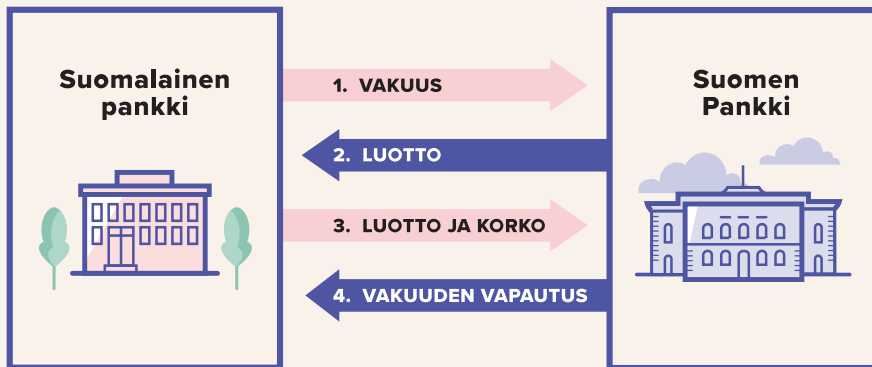 Suomalainen
pankki
1. VAKUUS
2. LUOTTO
3. LUOTTO JA KORKO
4. VAKUUDEN VAPAUTUS
Suomen
Pankki